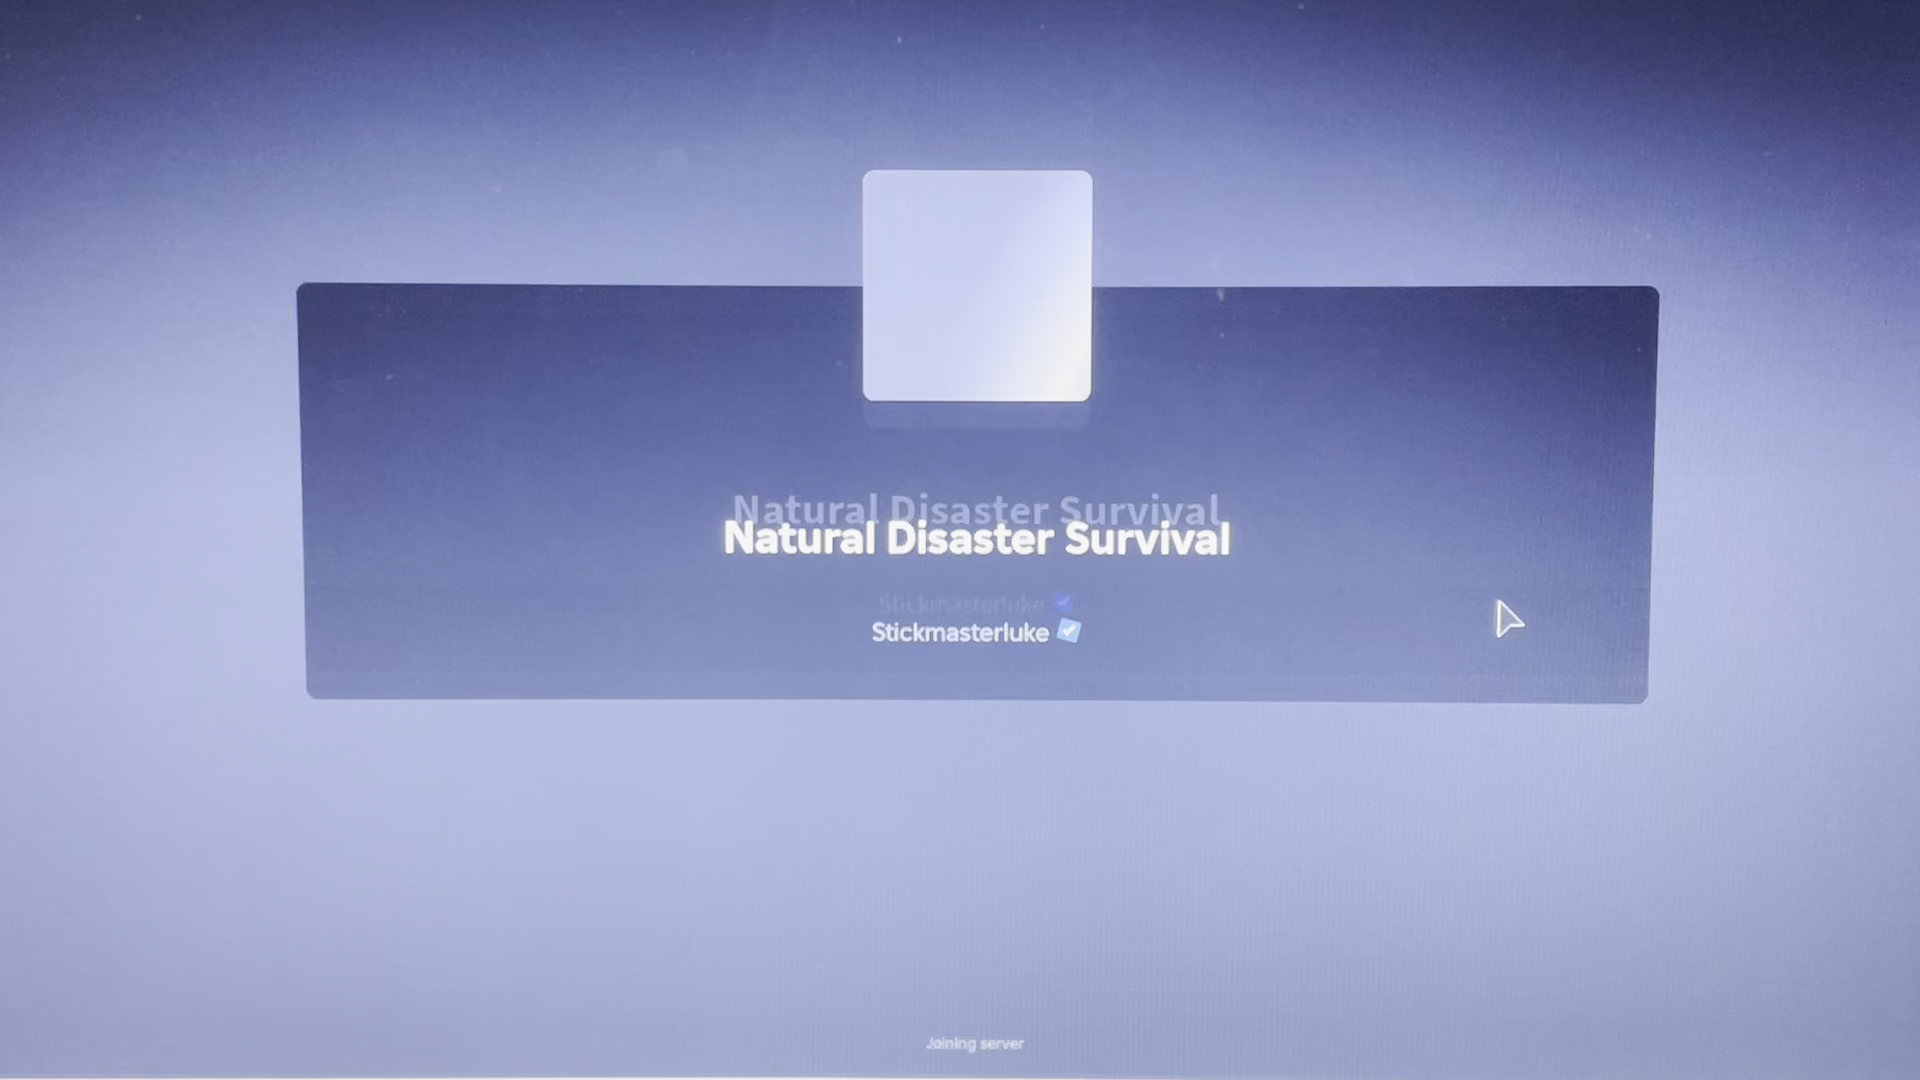 Natural Disaster Survival
Natural Disaster Survival
Stickmasterluke
Stickmasterluke
Joining server